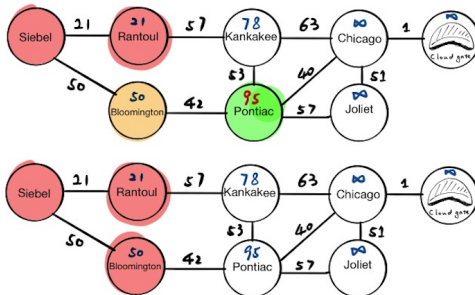 21 21 57 78 63 ∞ 1 ∞
Siebel Rantoul Kankakee Chicago Cloud gate
50 53 40 51
50 42 95 57 ∞
Bloomington Pontiac Joliet
21 21 57 78 63 ∞ 1 ∞
Siebel Rantoul Kankakee Chicago Cloud gate
50 53 40 51
50 42 95 57 ∞
Bloomington Pontiac Joliet